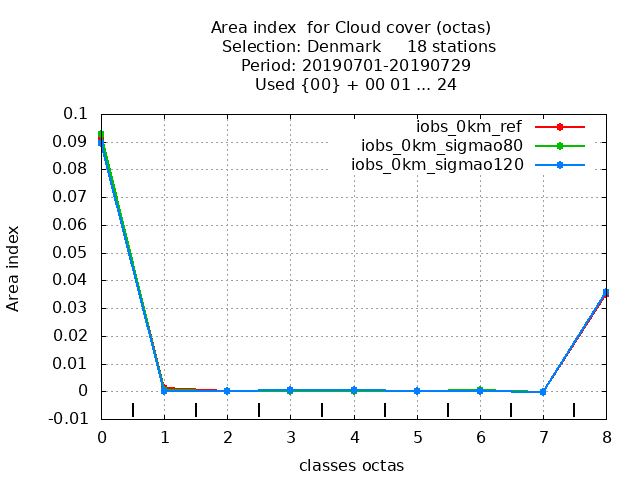 Area index  for Cloud cover (octas)
Selection: Denmark     18 stations
Period: 20190701-20190729
Used {00} + 00 01 ... 24
iobs_0km_ref
iobs_0km_sigmao80
iobs_0km_sigmao120
Area index
0.1
0.09
0.08
0.07
0.06
0.05
0.04
0.03
0.02
0.01
0
-0.01
0 1 2 3 4 5 6 7 8
classes octas